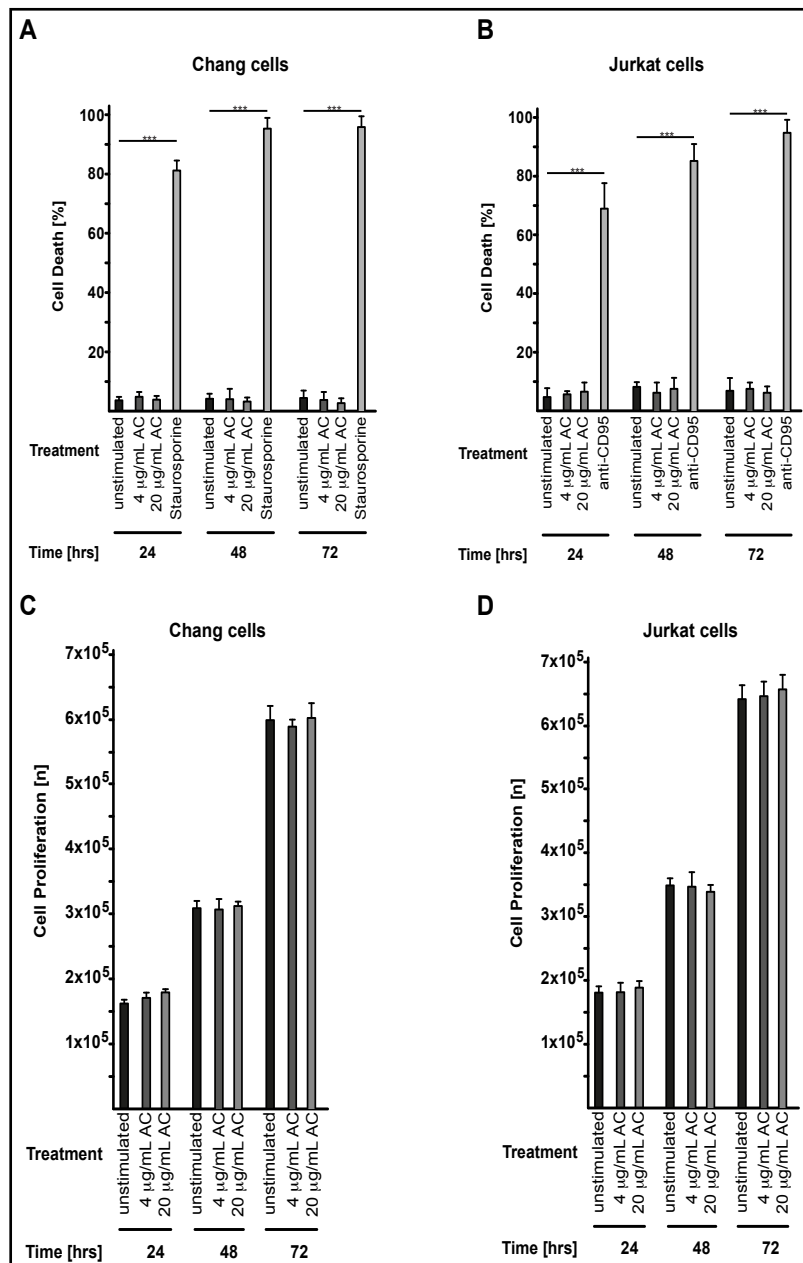 A
Chang cells
Cell Death [%]
100
80
60
40
20
***
***
***
Treatment
unstimulated
4 µg/mL AC
20 µg/mL AC
Staurosporine
unstimulated
4 µg/mL AC
20 µg/mL AC
Staurosporine
unstimulated
4 µg/mL AC
20 µg/mL AC
Staurosporine
Time [hrs]
24
48
72
B
Jurkat cells
Cell Death [%]
100
80
60
40
20
***
***
***
Treatment
unstimulated
4 µg/mL AC
20 µg/mL AC
anti-CD95
unstimulated
4 µg/mL AC
20 µg/mL AC
anti-CD95
unstimulated
4 µg/mL AC
20 µg/mL AC
anti-CD95
Time [hrs]
24
48
72
C
Chang cells
Cell Proliferation [n]
7x10⁵
6x10⁵
5x10⁵
4x10⁵
3x10⁵
2x10⁵
1x10⁵
Treatment
unstimulated
4 µg/mL AC
20 µg/mL AC
unstimulated
4 µg/mL AC
20 µg/mL AC
unstimulated
4 µg/mL AC
20 µg/mL AC
Time [hrs]
24
48
72
D
Jurkat cells
Cell Proliferation [n]
7x10⁵
6x10⁵
5x10⁵
4x10⁵
3x10⁵
2x10⁵
1x10⁵
Treatment
unstimulated
4 µg/mL AC
20 µg/mL AC
unstimulated
4 µg/mL AC
20 µg/mL AC
unstimulated
4 µg/mL AC
20 µg/mL AC
Time [hrs]
24
48
72